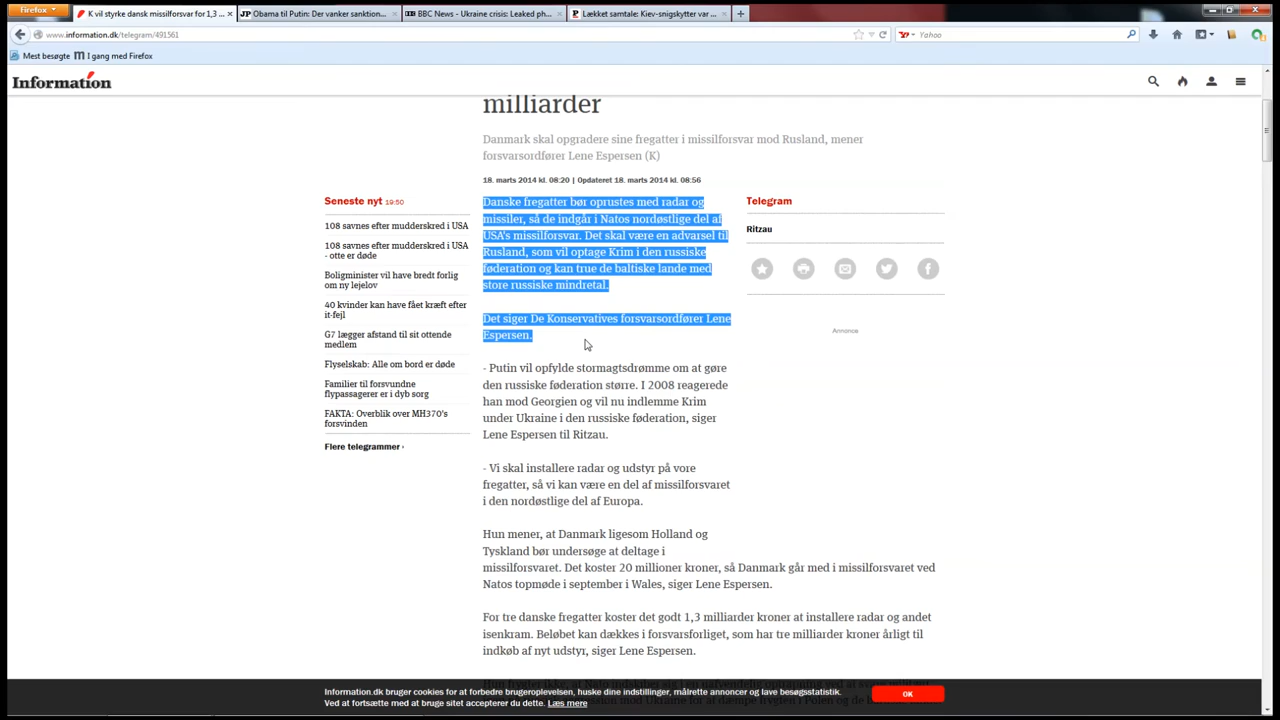 Firefox
K vil styrke dansk missilforsvar for 1,3 ...
JP Obama til Putin: Der vanker sanktion...
BBC News - Ukraine crisis: Leaked ph...
P Lækket samtale: Kiev-snigskytter var ...
www.information.dk/telegram/491561
Yahoo
Mest besøgte
I gang med Firefox
Information
milliarder
Danmark skal opgradere sine fregatter i missilforsvar mod Rusland, mener
forsvarsordfører Lene Espersen (K)
18. marts 2014 kl. 08:20 | Opdateret 18. marts 2014 kl. 08:56
Seneste nyt 19:50
108 savnes efter mudderskred i USA
108 savnes efter mudderskred i USA
- otte er døde
Boligminister vil have bredt forlig
om ny lejelov
40 kvinder kan have fået kræft efter
it-fejl
G7 lægger afstand til sit ottende
medlem
Flyselskab: Alle om bord er døde
Familier til forsvundne
flypassagerer er i dyb sorg
FAKTA: Overblik over MH370's
forsvinden
Flere telegrammer ›
Danske fregatter bør oprustes med radar og
missiler, så de indgår i Natos nordøstlige del af
USA's missilforsvar. Det skal være en advarsel til
Rusland, som vil optage Krim i den russiske
føderation og kan true de baltiske lande med
store russiske mindretal.
Det siger De Konservatives forsvarsordfører Lene
Espersen.
- Putin vil opfylde stormagtsdrømme om at gøre
den russiske føderation større. I 2008 reagerede
han mod Georgien og vil nu indlemme Krim
under Ukraine i den russiske føderation, siger
Lene Espersen til Ritzau.
- Vi skal installere radar og udstyr på vore
fregatter, så vi kan være en del af missilforsvaret
i den nordøstlige del af Europa.
Hun mener, at Danmark ligesom Holland og
Tyskland bør undersøge at deltage i
missilforsvaret. Det koster 20 millioner kroner, så Danmark går med i missilforsvaret ved
Natos topmøde i september i Wales, siger Lene Espersen.
For tre danske fregatter koster det godt 1,3 milliarder kroner at installere radar og andet
isenkram. Beløbet kan dækkes i forsvarsforliget, som har tre milliarder kroner årligt til
indkøb af nyt udstyr, siger Lene Espersen.
Telegram
Ritzau
Annonce
Information.dk bruger cookies for at forbedre brugeroplevelsen, huske dine indstillinger, målrette annoncer og lave besøgsstatistik.
Ved at fortsætte med at bruge sitet accepterer du dette. Læs mere
OK